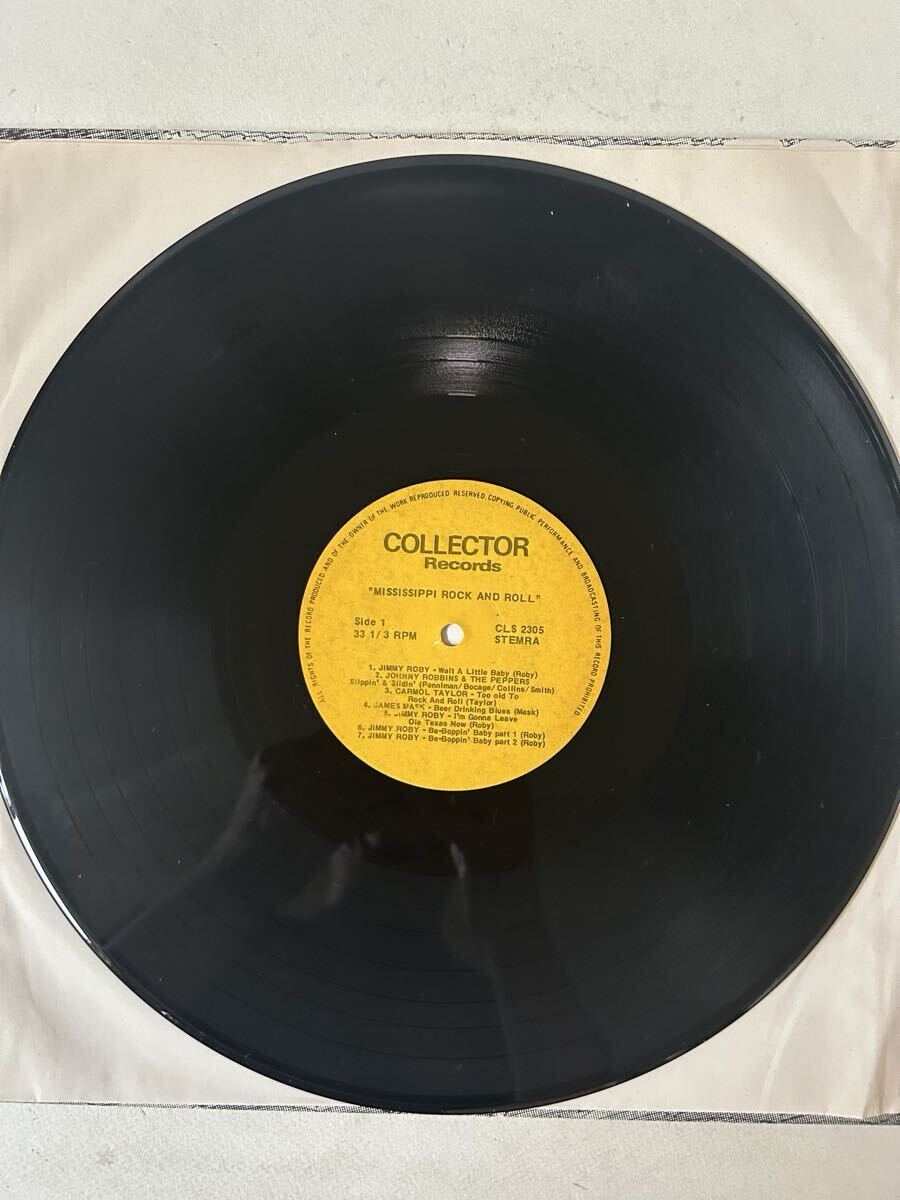 ALL RIGHTS OF THE RECORD PRODUCED AND OF THE OWNER OF THE WORK REPRODUCED RESERVED. COPYING, PUBLIC PERFORMANCE AND BROADCASTING OF THIS RECORD PROHIBITED.
COLLECTOR
Records
"MISSISSIPPI ROCK AND ROLL"
Side 1 CLS 2305
33 1/3 RPM STEMRA
1. JIMMY ROBY - Wait A Little Baby (Roby)
2. JOHNNY ROBBINS & THE PEPPERS
Slippin' & Slidin' (Penniman/Bocage/Collins/Smith)
3. CARMOL TAYLOR - Too old To
Rock And Roll (Taylor)
4. JAMES MASK - Beer Drinking Blues (Mask)
5. JIMMY ROBY - I'm Gonna Leave
Ole Texas Now (Roby)
6. JIMMY ROBY - Be-Boppin' Baby part 1 (Roby)
7. JIMMY ROBY - Be-Boppin' Baby part 2 (Roby)